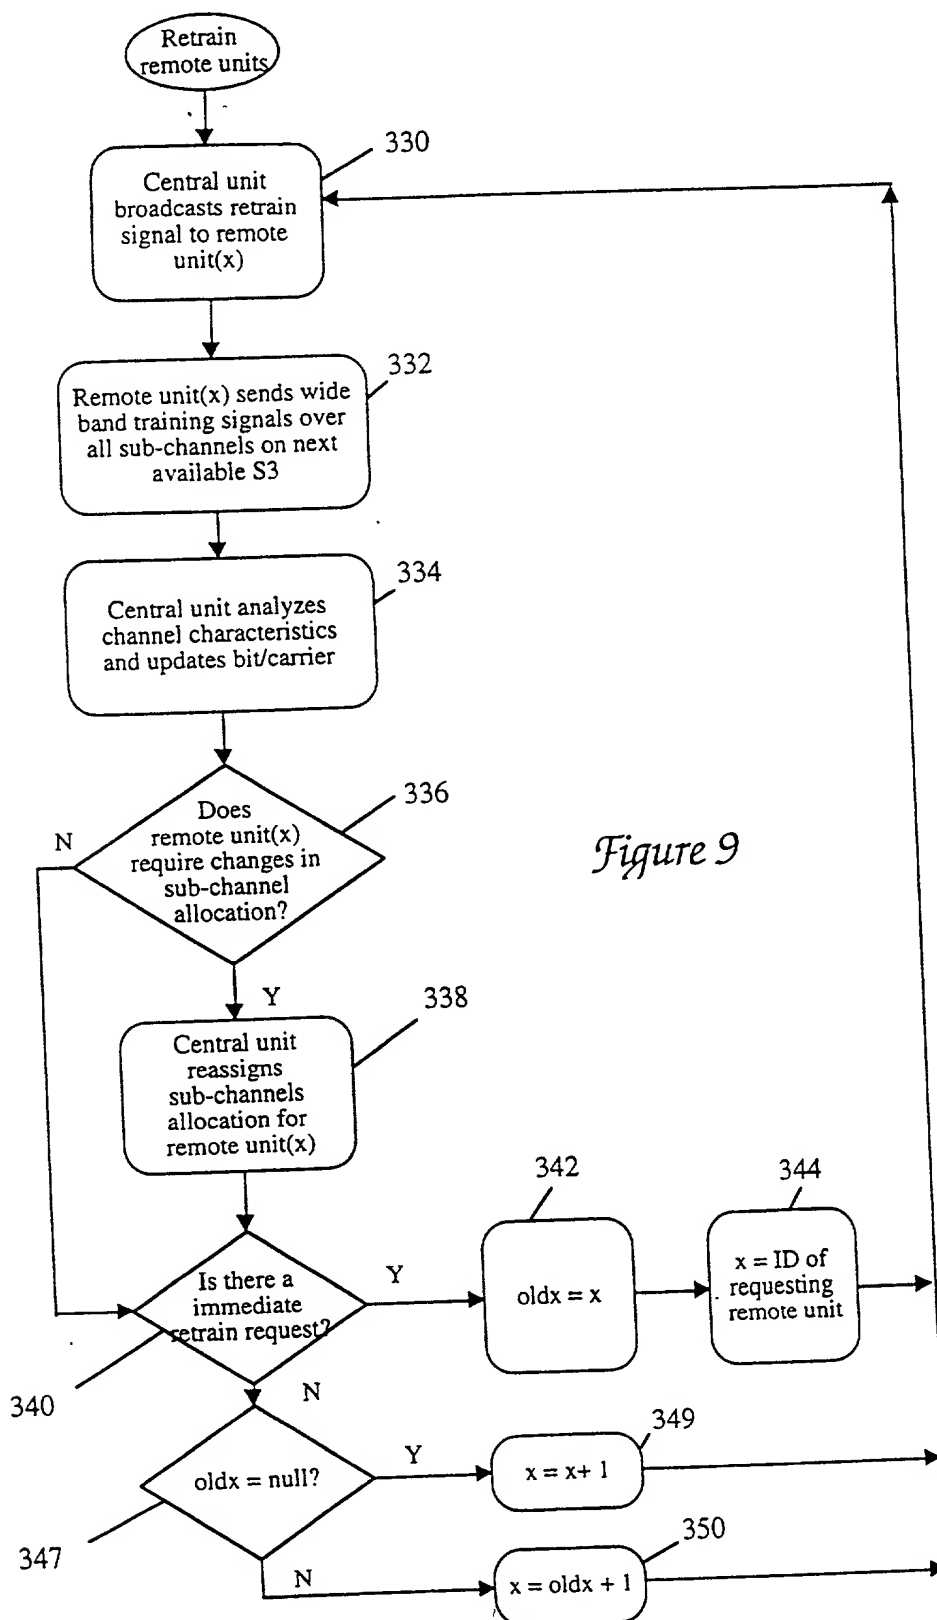 Retrain
remote units
330
Central unit
broadcasts retrain
signal to remote
unit(x)
332
Remote unit(x) sends wide
band training signals over
all sub-channels on next
available S3
334
Central unit analyzes
channel characteristics
and updates bit/carrier
336
Does
remote unit(x)
require changes in
sub-channel
allocation?
N
Figure 9
Y
338
Central unit
reassigns
sub-channels
allocation for
remote unit(x)
342
344
Is there a
immediate
retrain request?
Y
oldx = x
x = ID of
requesting
remote unit
340
N
349
oldx = null?
Y
x = x+ 1
347
350
N
x = oldx + 1